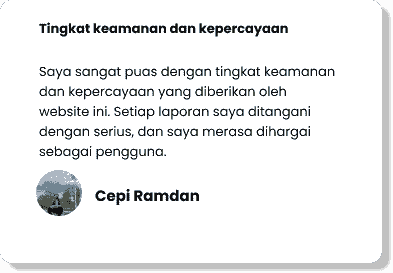 Tingkat keamanan dan kepercayaan
Saya sangat puas dengan tingkat keamanan
dan kepercayaan yang diberikan oleh
website ini. Setiap laporan saya ditangani
dengan serius, dan saya merasa dihargai
sebagai pengguna.
Cepi Ramdan